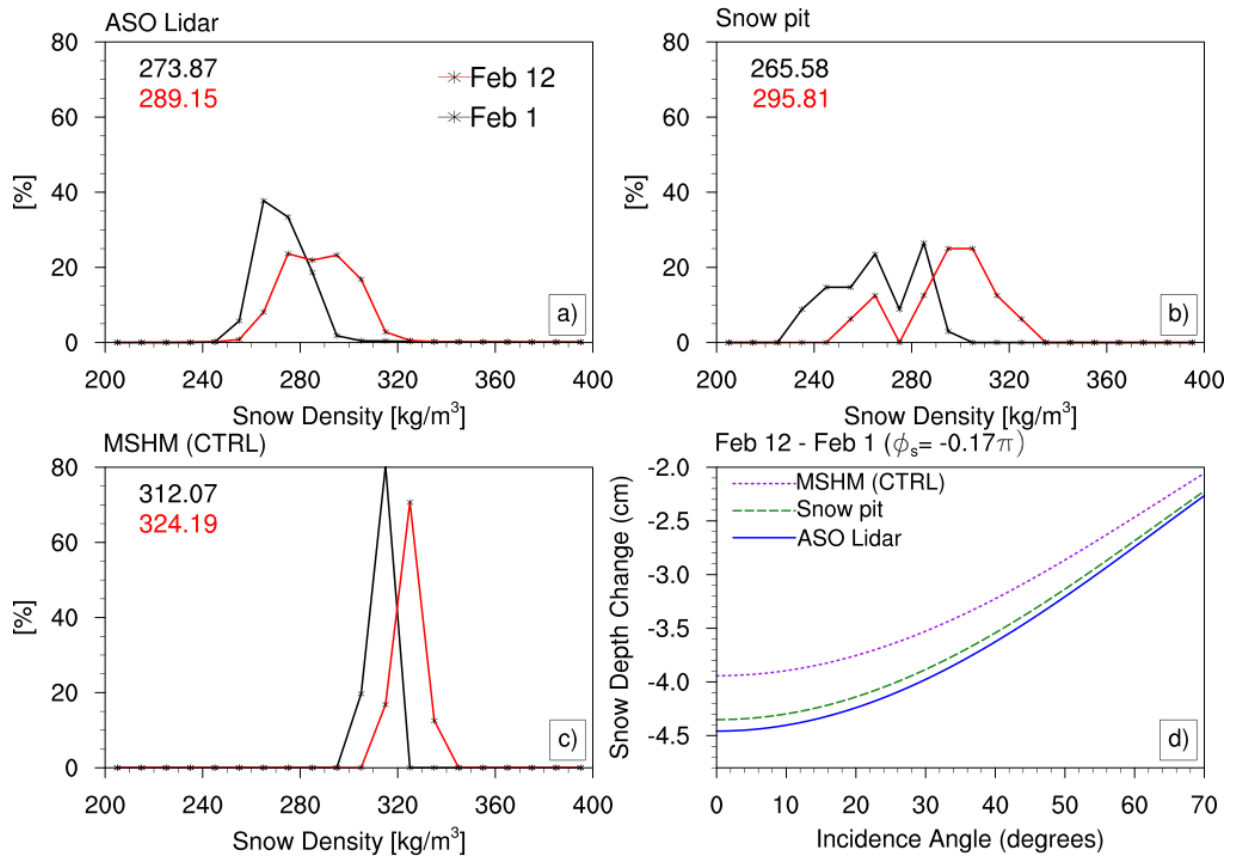 ASO Lidar
80
60
40
20
0
[%]
273.87
289.15
Feb 12
Feb 1
a)
200 240 280 320 360 400
Snow Density [kg/m³]
Snow pit
80
60
40
20
0
[%]
265.58
295.81
b)
200 240 280 320 360 400
Snow Density [kg/m³]
MSHM (CTRL)
80
60
40
20
0
[%]
312.07
324.19
c)
200 240 280 320 360 400
Snow Density [kg/m³]
Feb 12 - Feb 1 (ϕₛ= -0.17π)
-2.0
-2.5
-3.0
-3.5
-4.0
-4.5
Snow Depth Change (cm)
MSHM (CTRL)
Snow pit
ASO Lidar
d)
0 10 20 30 40 50 60 70
Incidence Angle (degrees)